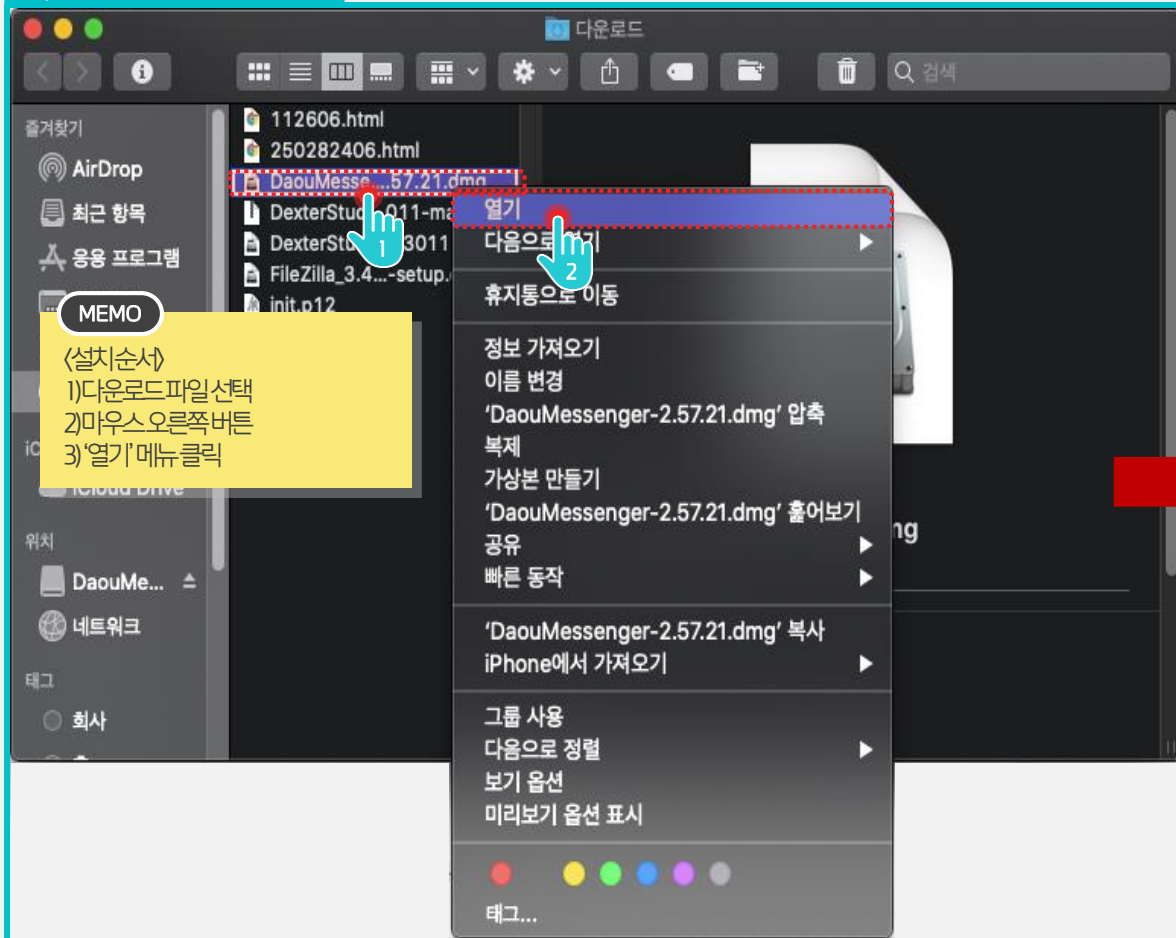 다운로드
검색
즐겨찾기
AirDrop
최근 항목
응용 프로그램
iCloud Drive
위치
DaouMe...
네트워크
태그
회사
112606.html
250282406.html
DaouMesse....57.21.dmg
DexterStud...011-ma
DexterStu 3011
FileZilla_3.4...-setup.
init.p12
1
열기
2
다음으로 열기
휴지통으로 이동
정보 가져오기
이름 변경
‘DaouMessenger-2.57.21.dmg’ 압축
복제
가상본 만들기
‘DaouMessenger-2.57.21.dmg’ 훑어보기
공유
빠른 동작
‘DaouMessenger-2.57.21.dmg’ 복사
iPhone에서 가져오기
그룹 사용
다음으로 정렬
보기 옵션
미리보기 옵션 표시
태그...
MEMO
〈설치순서〉
1)다운로드파일선택
2)마우스 오른쪽 버튼
3)‘열기’ 메뉴 클릭